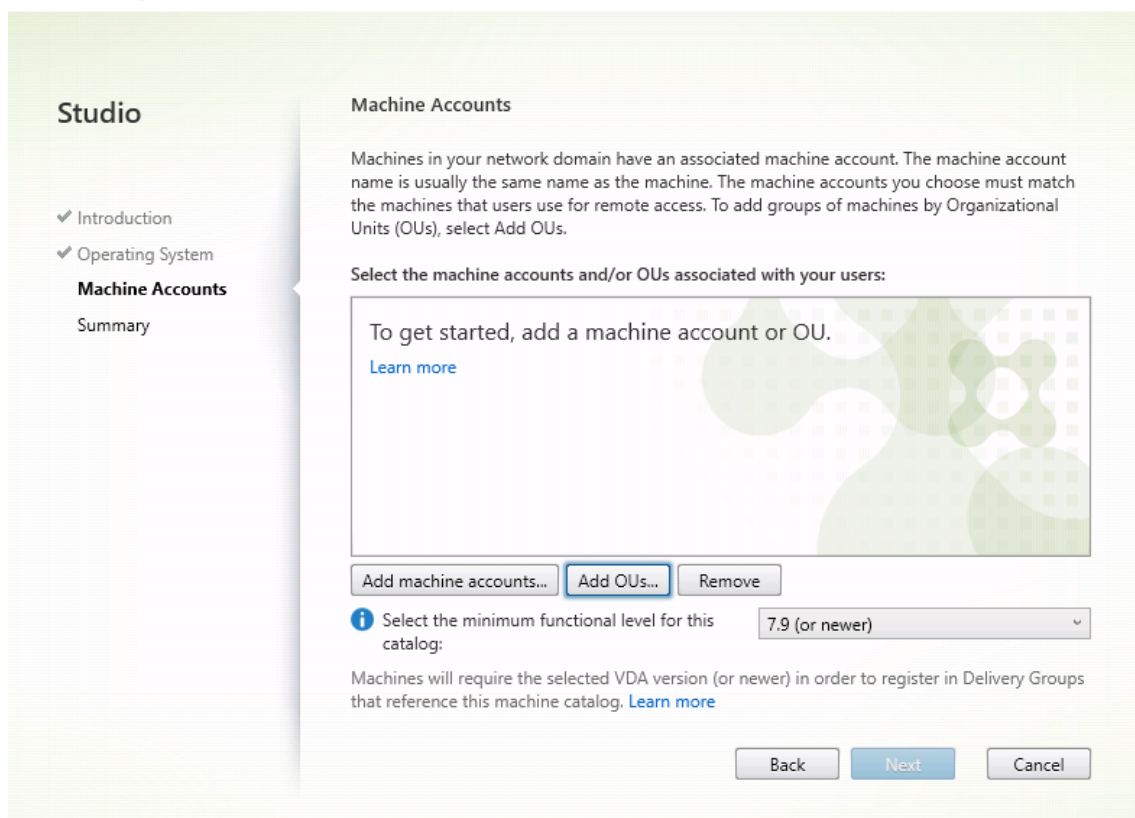 Studio
Introduction
Operating System
Machine Accounts
Summary
Machine Accounts
Machines in your network domain have an associated machine account. The machine account
name is usually the same name as the machine. The machine accounts you choose must match
the machines that users use for remote access. To add groups of machines by Organizational
Units (OUs), select Add OUs.
Select the machine accounts and/or OUs associated with your users:
To get started, add a machine account or OU.
Learn more
Add machine accounts... Add OUs... Remove
Select the minimum functional level for this
catalog:
7.9 (or newer)
Machines will require the selected VDA version (or newer) in order to register in Delivery Groups
that reference this machine catalog. Learn more
Back Next Cancel